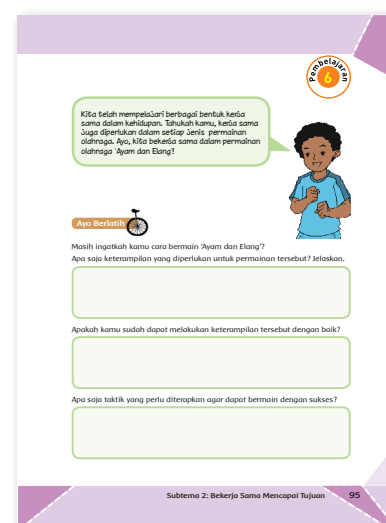 Pembelajaran
6
Kita telah mempelajari berbagai bentuk kerja
sama dalam kehidupan. Tahukah kamu, kerja sama
juga diperlukan dalam setiap jenis permainan
olahraga. Ayo, kita bekerja sama dalam permainan
olahraga 'Ayam dan Elang'!
Ayo Berlatih
Masih ingatkah kamu cara bermain 'Ayam dan Elang'?
Apa saja keterampilan yang diperlukan untuk permainan tersebut? Jelaskan.
Apakah kamu sudah dapat melakukan keterampilan tersebut dengan baik?
Apa saja taktik yang perlu diterapkan agar dapat bermain dengan sukses?
Subtema 2: Bekerja Sama Mencapai Tujuan 95